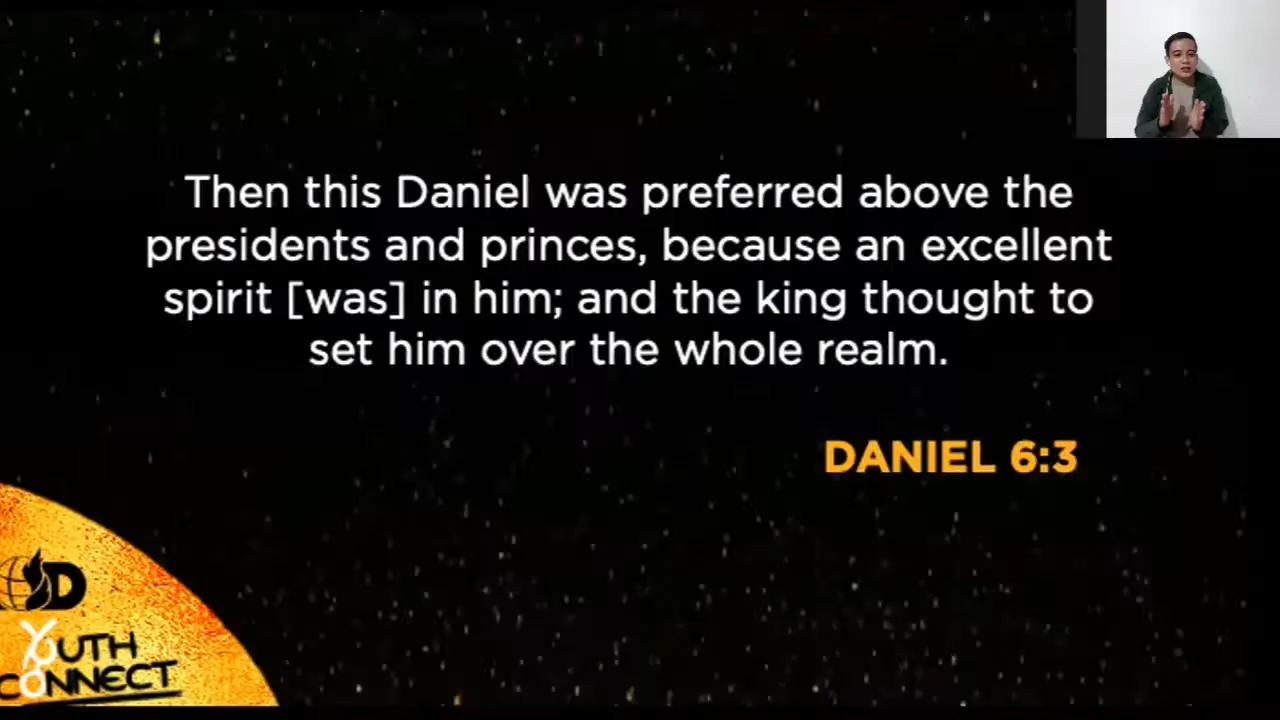 Then this Daniel was preferred above the
presidents and princes, because an excellent
spirit [was] in him; and the king thought to
set him over the whole realm.
DANIEL 6:3
D
YOUTH
CONNECT